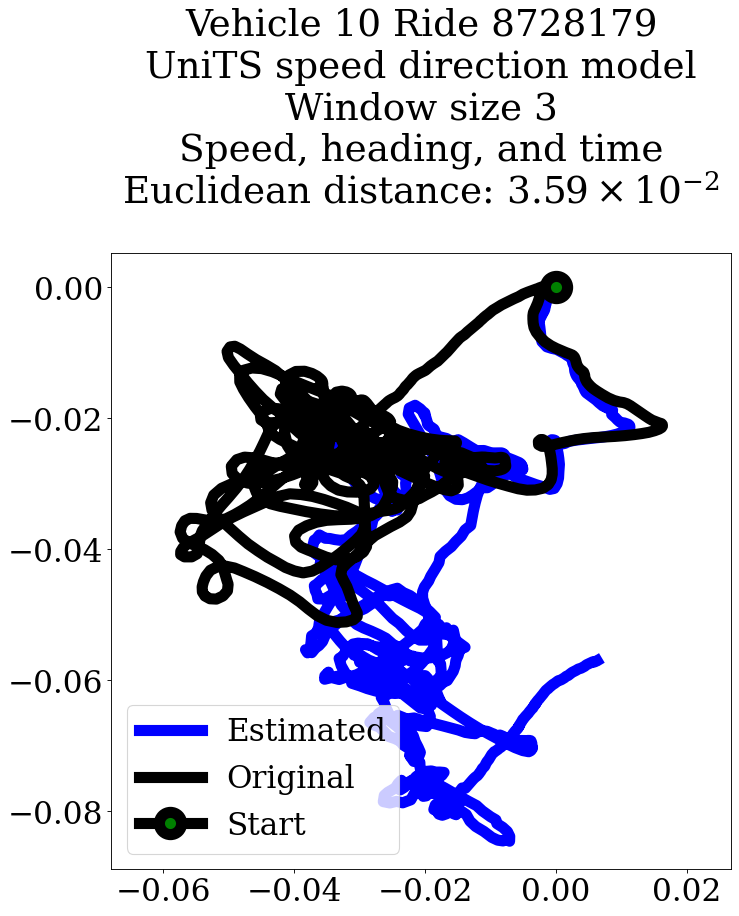 Vehicle 10 Ride 8728179
UniTS speed direction model
Window size 3
Speed, heading, and time
Euclidean distance: 3.59 × 10⁻²
0.00
−0.02
−0.04
−0.06
−0.08
Estimated
Original
Start
−0.06 −0.04 −0.02 0.00 0.02